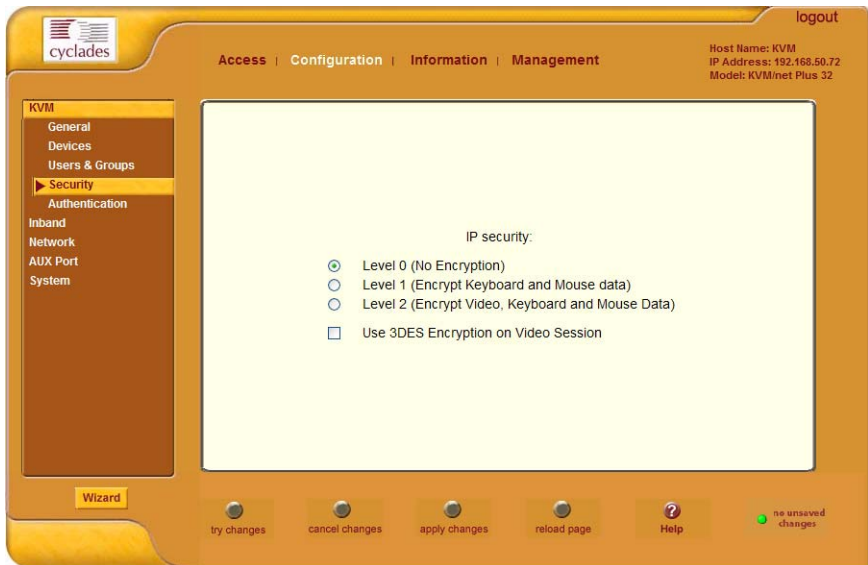 logout
cyclades
Access | Configuration | Information | Management
Host Name: KVM
IP Address: 192.168.50.72
Model: KVM/net Plus 32
KVM
General
Devices
Users & Groups
Security
Authentication
Inband
Network
AUX Port
System
IP security:
Level 0 (No Encryption)
Level 1 (Encrypt Keyboard and Mouse data)
Level 2 (Encrypt Video, Keyboard and Mouse Data)
Use 3DES Encryption on Video Session
Wizard
try changes
cancel changes
apply changes
reload page
? Help
no unsaved
changes